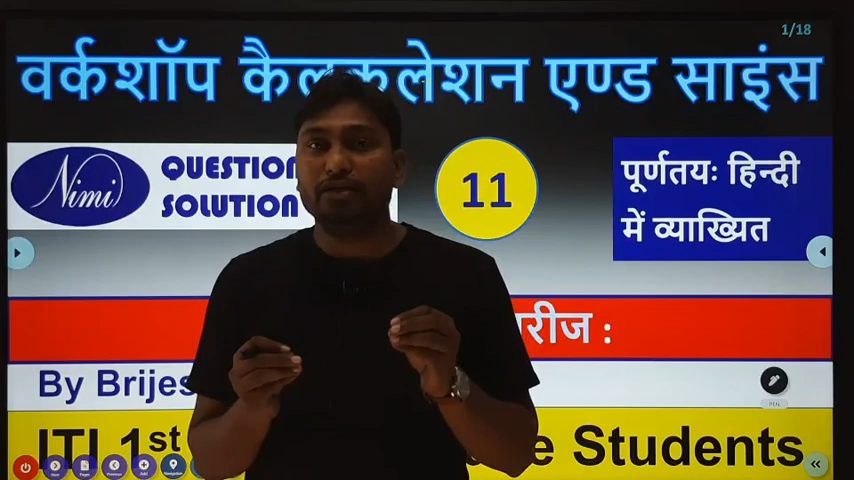 1/18
वर्कशॉप कैलकुलेशन एण्ड साइंस
Nimi
QUESTION
SOLUTION
11
पूर्णतयः हिन्दी
में व्याख्यित
रीज :
By Brijes
PEN
ITI 1st
Students